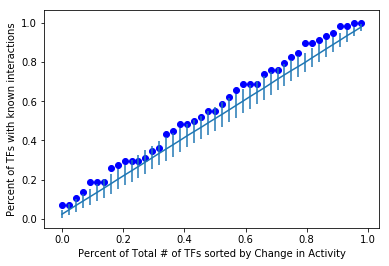 Percent of TFs with known interactions
1.0
0.8
0.6
0.4
0.2
0.0
0.0 0.2 0.4 0.6 0.8 1.0
Percent of Total # of TFs sorted by Change in Activity